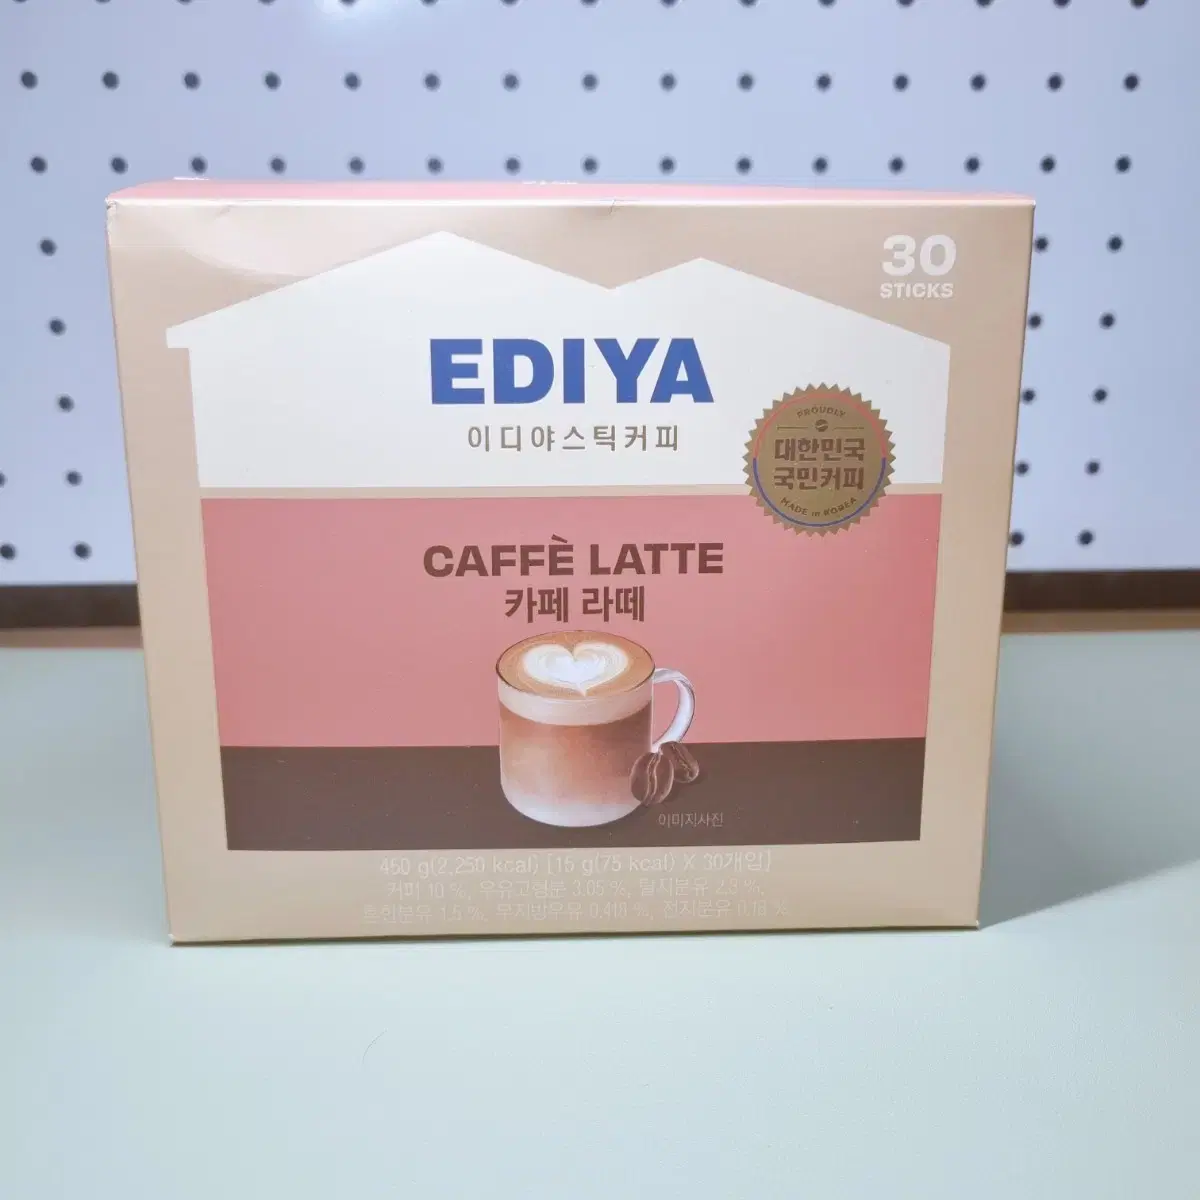 30
STICKS
EDIYA
이디야스틱커피
PROUDLY
대한민국
국민커피
MADE in KOREA
CAFFÈ LATTE
카페 라떼
이미지사진
450 g(2,250 kcal) [15 g(75 kcal) X 30개입]
커피 10 %, 우유고형분 3.05 %, 탈지분유 2.3 %,
혼합분유 1.5 %, 무지방우유 0.418 %, 전지분유 0.18 %